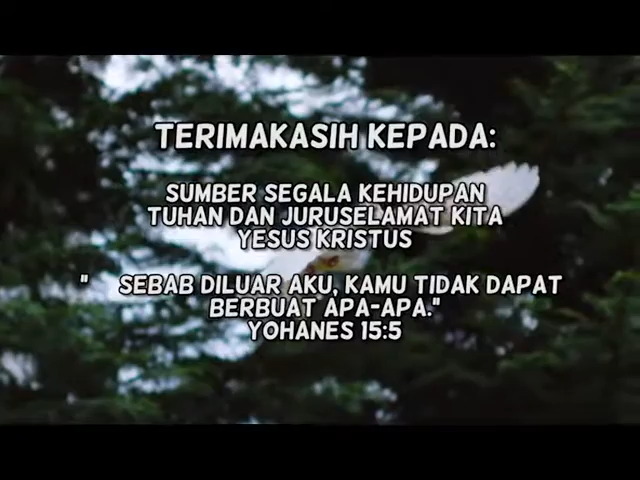 TERIMAKASIH KEPADA:
SUMBER SEGALA KEHIDUPAN
TUHAN DAN JURUSELAMAT KITA
YESUS KRISTUS
" SEBAB DILUAR AKU, KAMU TIDAK DAPAT
BERBUAT APA-APA."
YOHANES 15:5